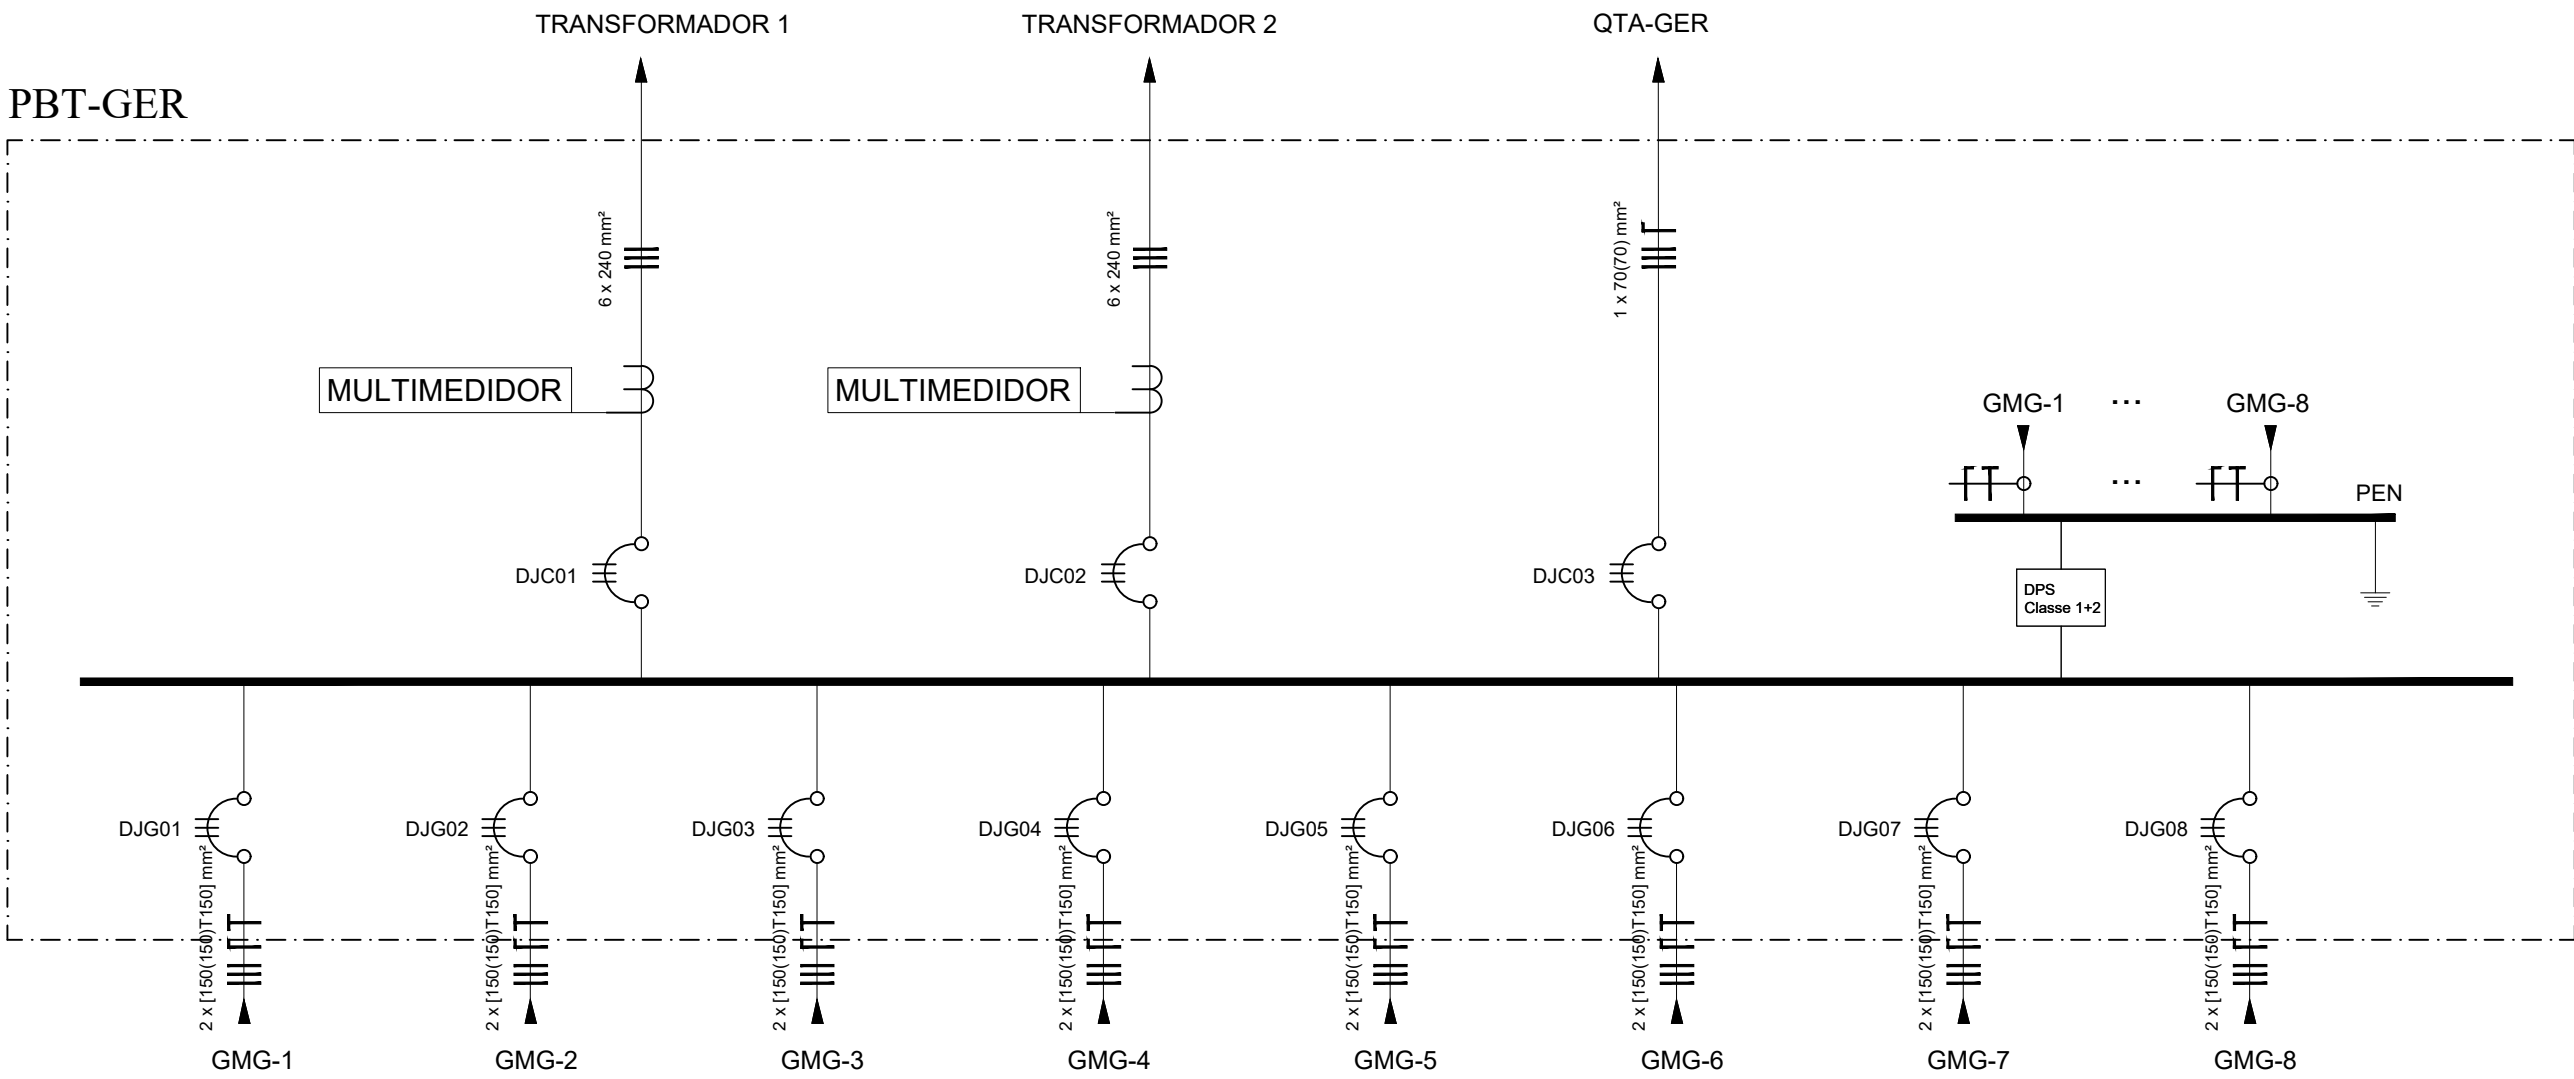 TRANSFORMADOR 1
TRANSFORMADOR 2
QTA-GER
PBT-GER
6 x 240 mm²
6 x 240 mm²
1 x 70(70) mm²
MULTIMEDIDOR
MULTIMEDIDOR
GMG-1
...
GMG-8
...
PEN
DJC01
DJC02
DJC03
DPS
Classe 1+2
DJG01
DJG02
DJG03
DJG04
DJG05
DJG06
DJG07
DJG08
2 x [150(150)T150] mm²
2 x [150(150)T150] mm²
2 x [150(150)T150] mm²
2 x [150(150)T150] mm²
2 x [150(150)T150] mm²
2 x [150(150)T150] mm²
2 x [150(150)T150] mm²
2 x [150(150)T150] mm²
GMG-1
GMG-2
GMG-3
GMG-4
GMG-5
GMG-6
GMG-7
GMG-8